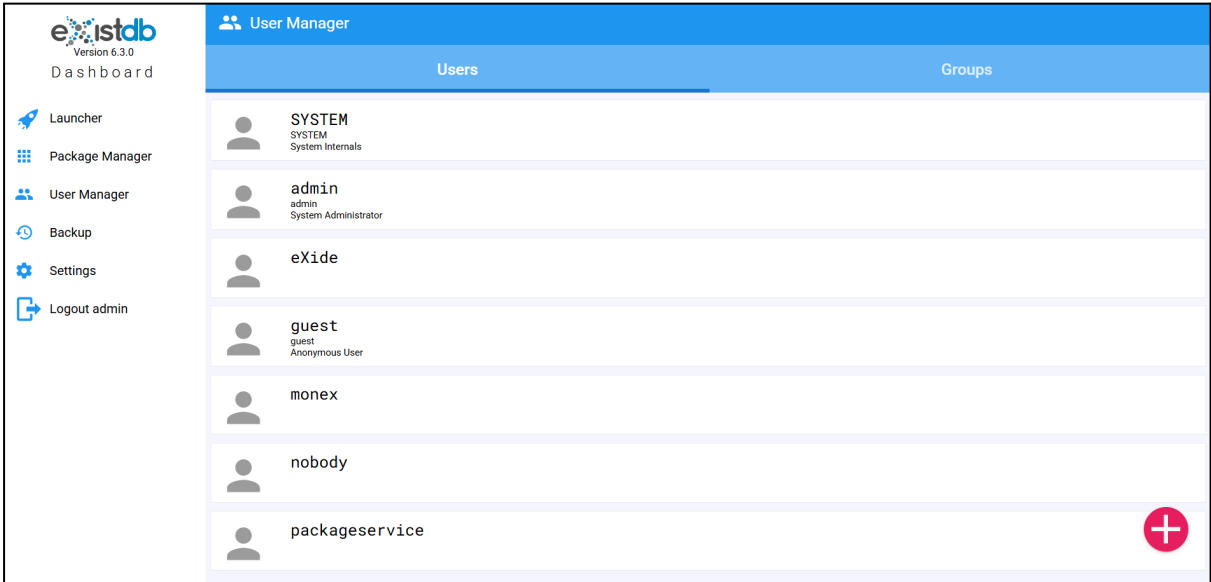 eXistdb
Version 6.3.0
Dashboard
Launcher
Package Manager
User Manager
Backup
Settings
Logout admin
User Manager
Users
Groups
SYSTEM
SYSTEM
System Internals
admin
admin
System Administrator
eXide
guest
guest
Anonymous User
monex
nobody
packageservice